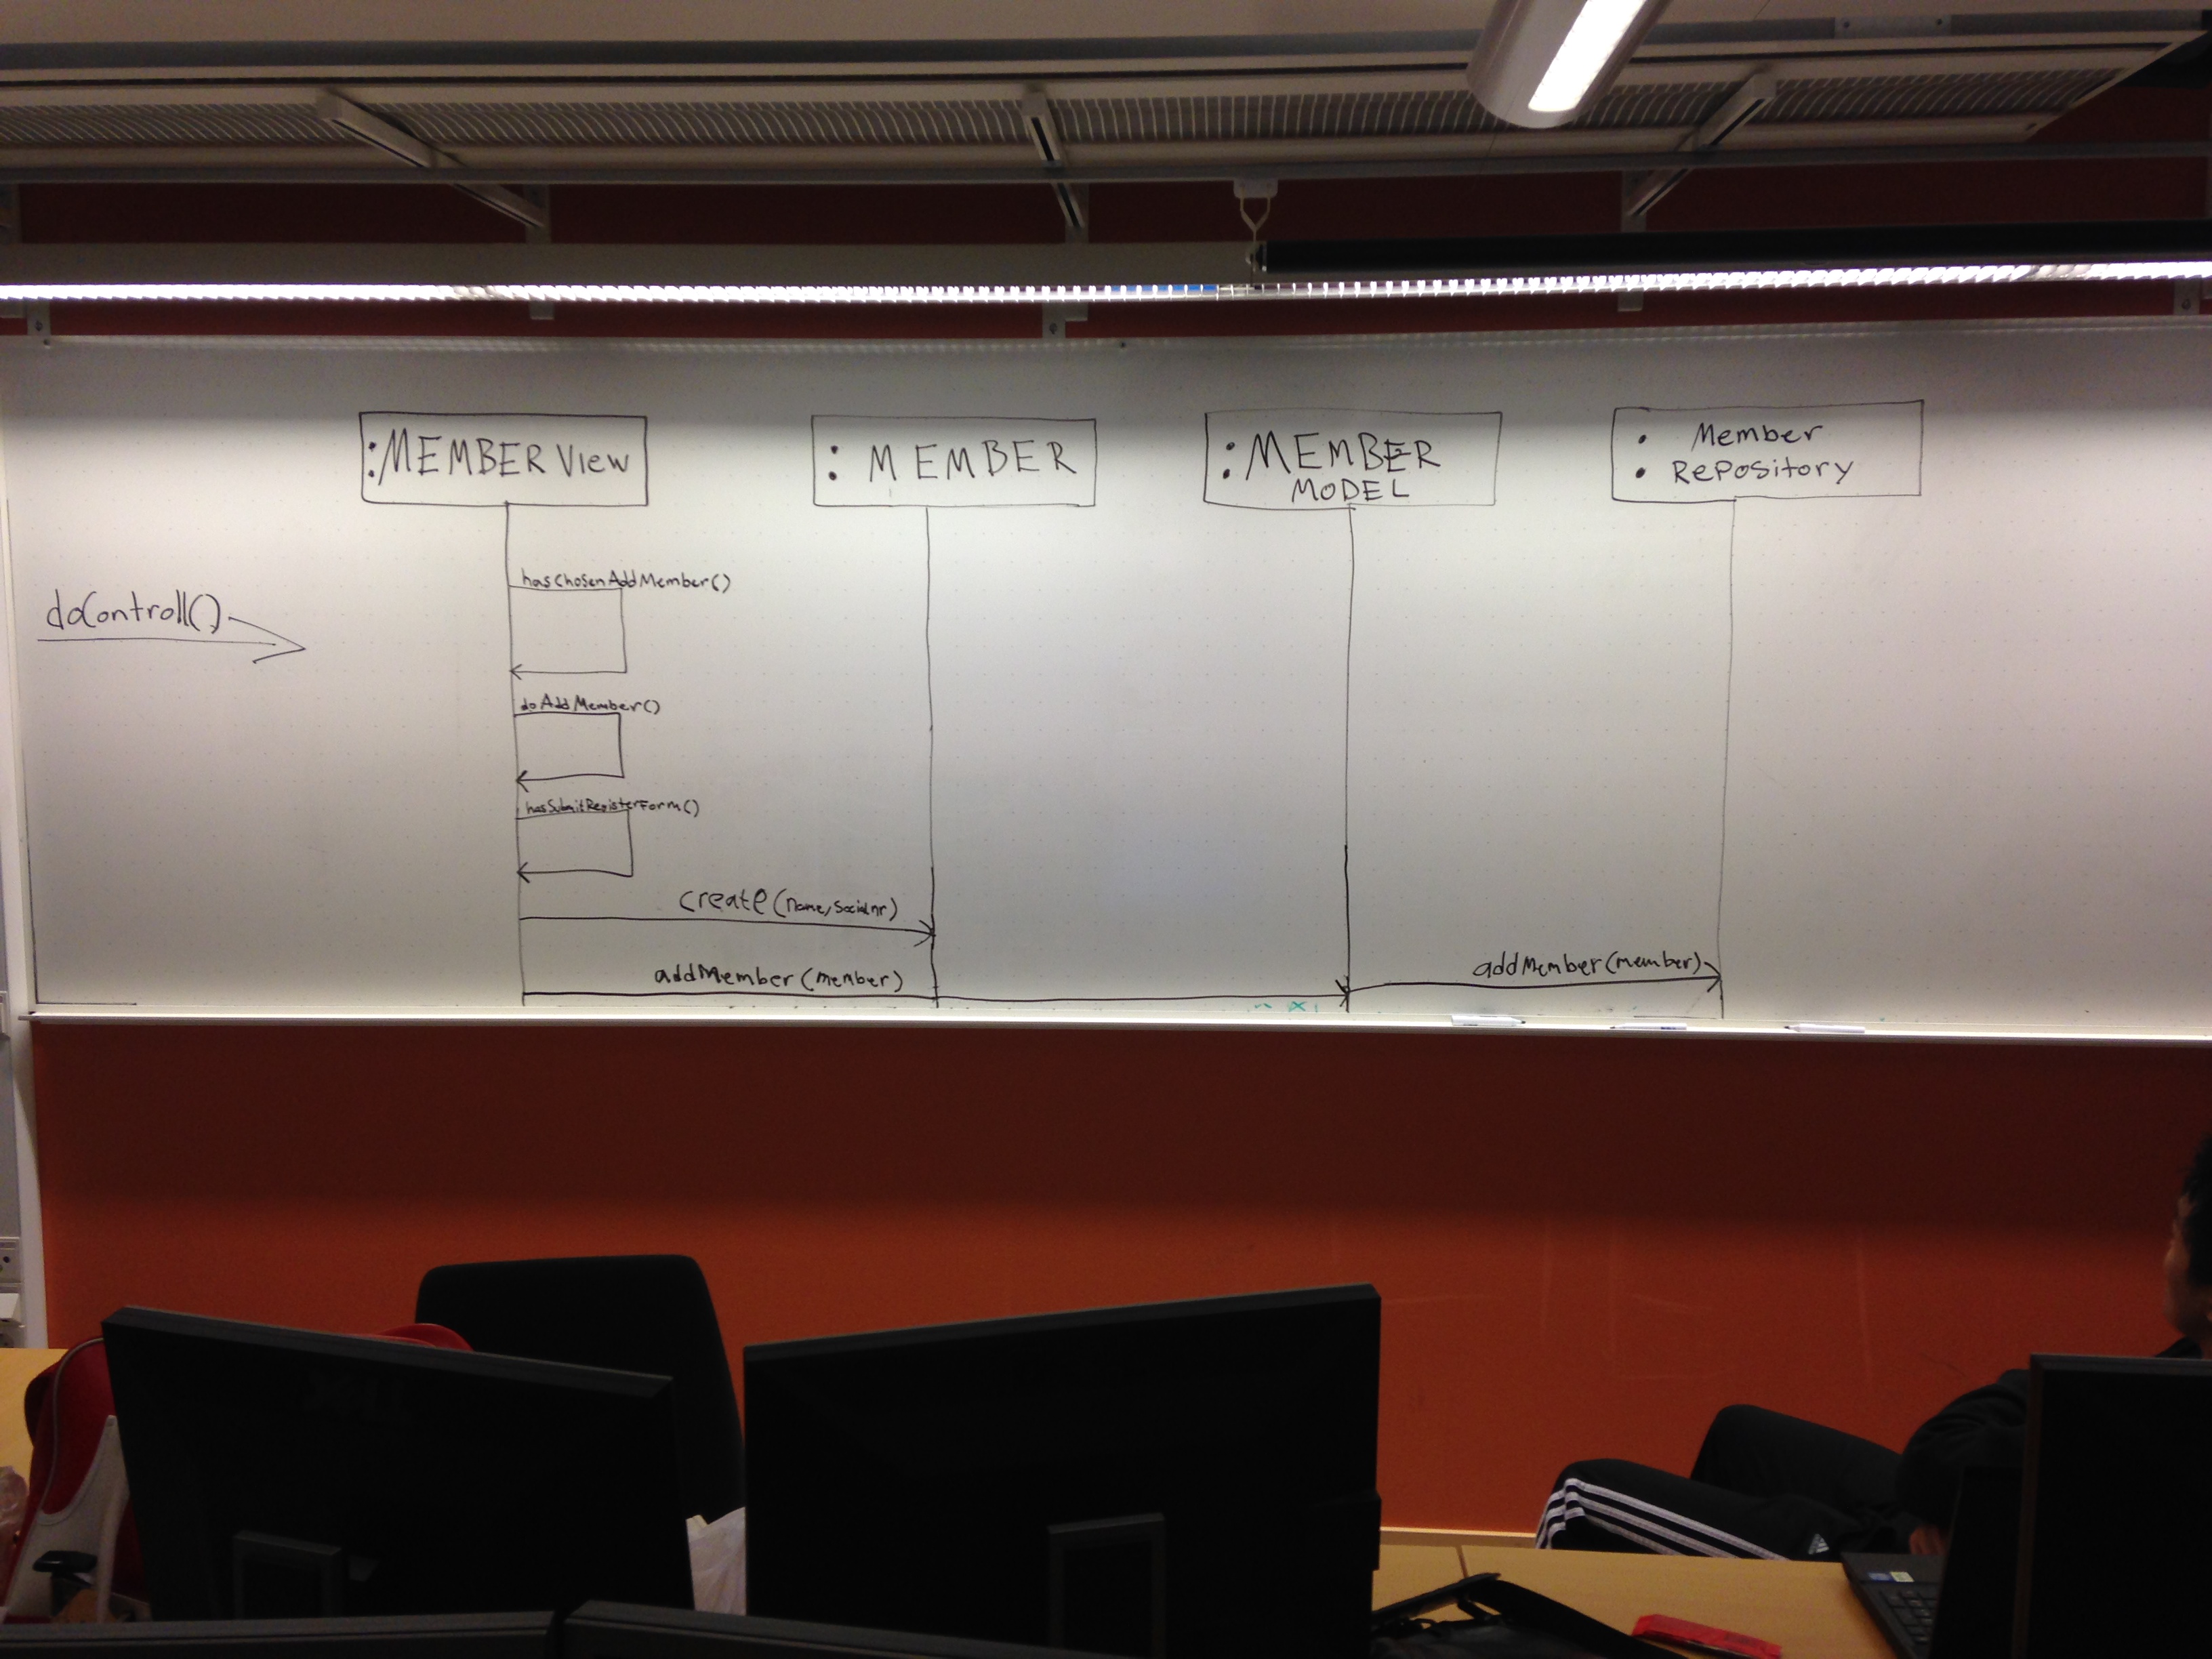 :MEMBER View
: MEMBER
:MEMBER
MODEL
: Member
Repository
hasChosenAddMember()
doControll()
doAddMember()
hasSubmitRegisterForm()
create(name, Socialnr)
addMember(member)
addMember(member)